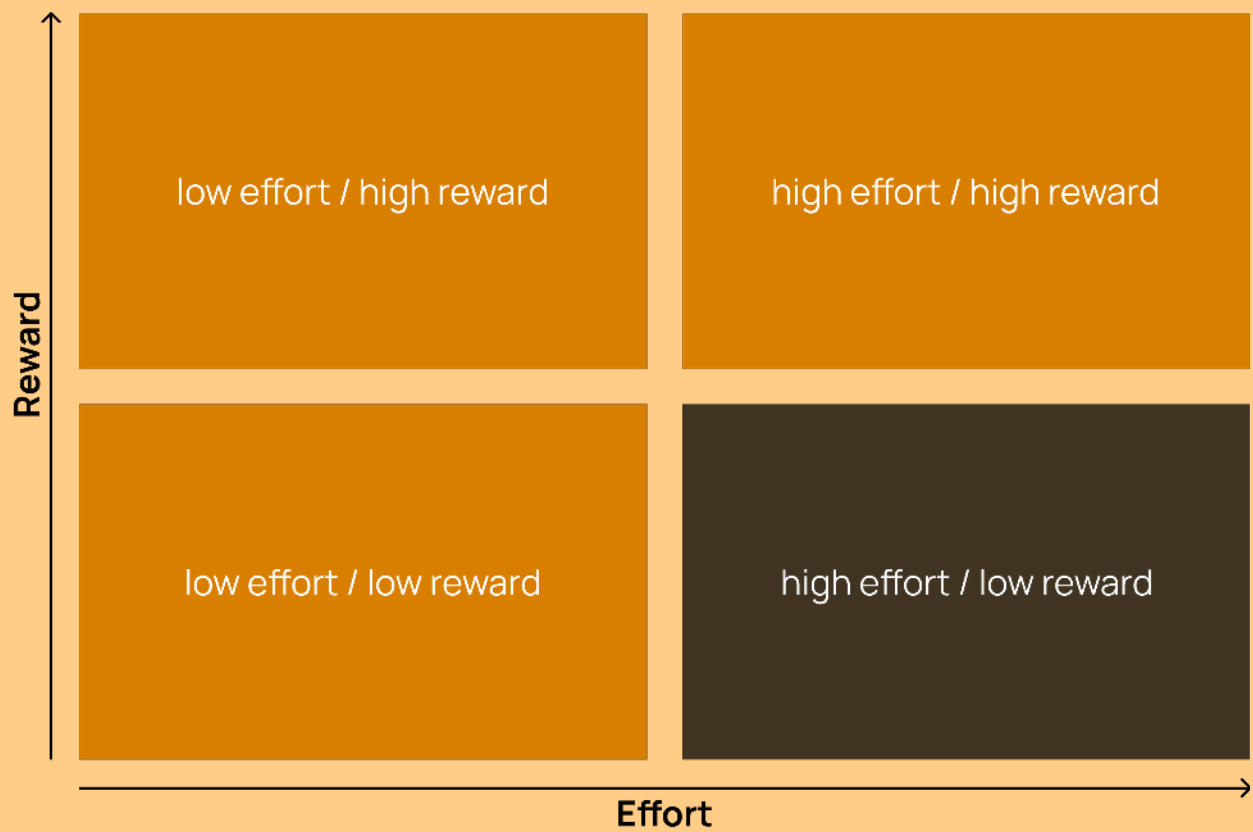 low effort / high reward
high effort / high reward
Reward
low effort / low reward
high effort / low reward
Effort